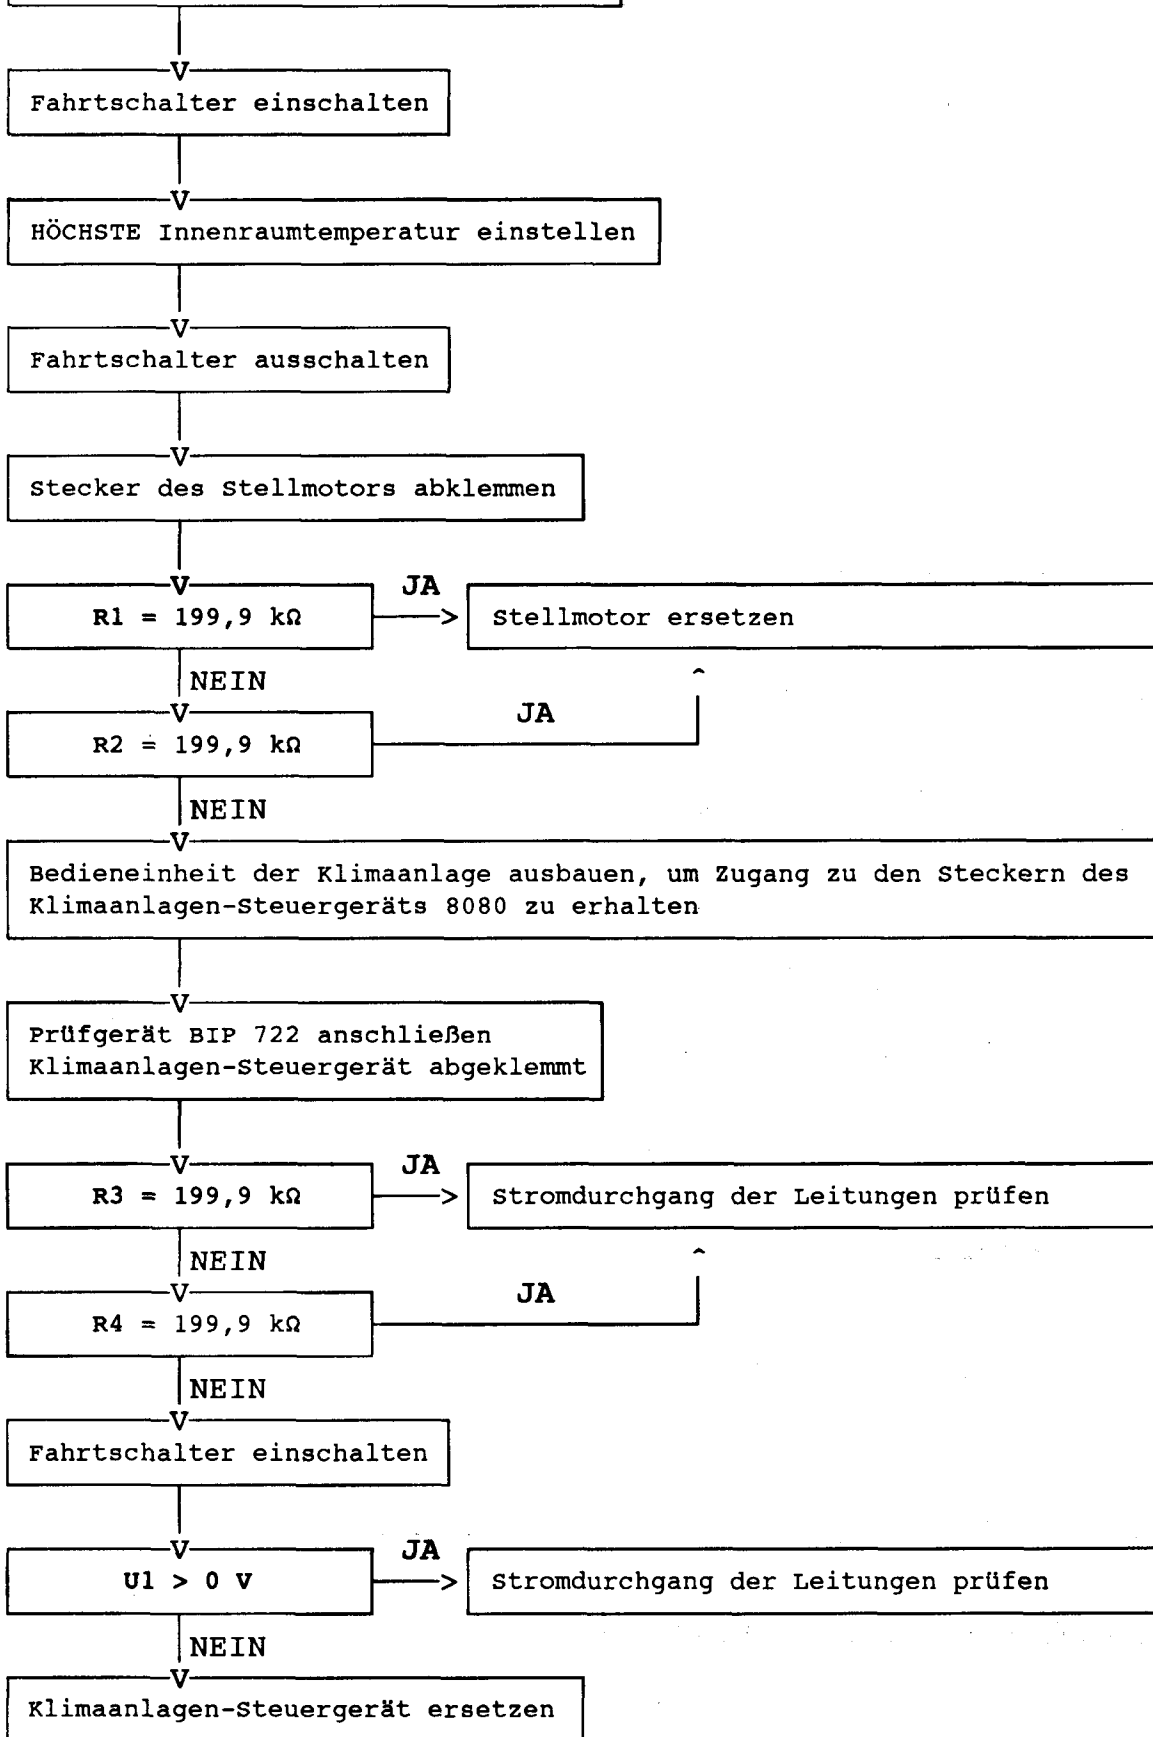 Fahrtschalter einschalten
HÖCHSTE Innenraumtemperatur einstellen
Fahrtschalter ausschalten
Stecker des Stellmotors abklemmen
R1 = 199,9 kΩ
JA
Stellmotor ersetzen
NEIN
R2 = 199,9 kΩ
JA
NEIN
Bedieneinheit der Klimaanlage ausbauen, um Zugang zu den Steckern des
Klimaanlagen-Steuergeräts 8080 zu erhalten
Prüfgerät BIP 722 anschließen
Klimaanlagen-Steuergerät abgeklemmt
R3 = 199,9 kΩ
JA
Stromdurchgang der Leitungen prüfen
NEIN
R4 = 199,9 kΩ
JA
NEIN
Fahrtschalter einschalten
U1 > 0 V
JA
Stromdurchgang der Leitungen prüfen
NEIN
Klimaanlagen-Steuergerät ersetzen